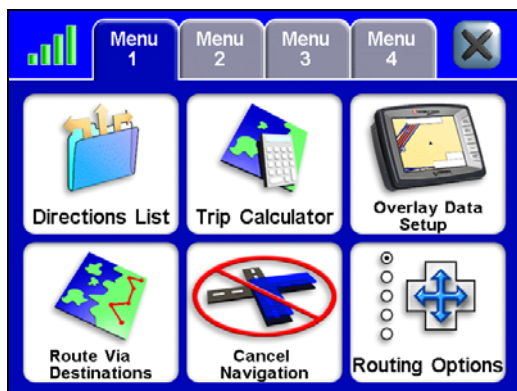 Menu
1
Menu
2
Menu
3
Menu
4
Directions List
Trip Calculator
Overlay Data
Setup
Route Via
Destinations
Cancel
Navigation
Routing Options